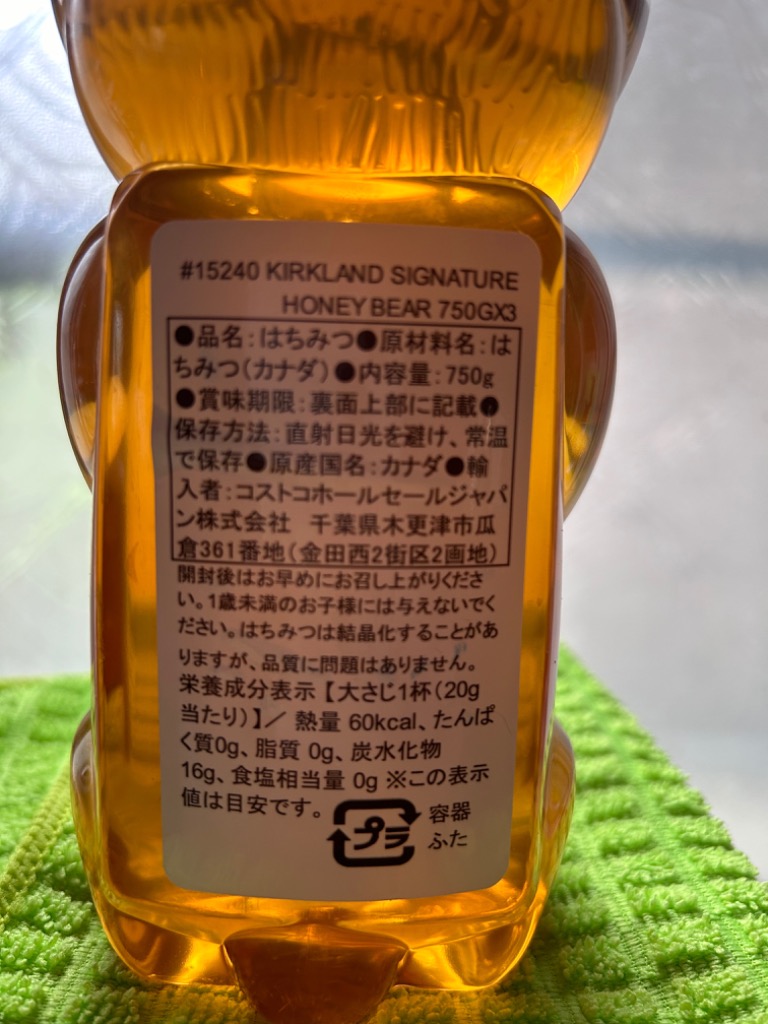 #15240 KIRKLAND SIGNATURE
HONEY BEAR 750GX3
●品名:はちみつ●原材料名:は
ちみつ(カナダ)●内容量:750g
●賞味期限:裏面上部に記載●
保存方法:直射日光を避け、常温
で保存●原産国名:カナダ●輸
入者:コストコホールセールジャパ
ン株式会社 千葉県木更津市瓜
倉361番地(金田西2街区2画地)
開封後はお早めにお召し上がりくださ
い。1歳未満のお子様には与えないでく
ださい。はちみつは結晶化することがあ
りますが、品質に問題はありません。
栄養成分表示【大さじ1杯(20g
当たり)】/ 熱量 60kcal、たんぱ
く質0g、脂質 0g、炭水化物
16g、食塩相当量 0g ※この表示
値は目安です。
プラ
容器
ふた